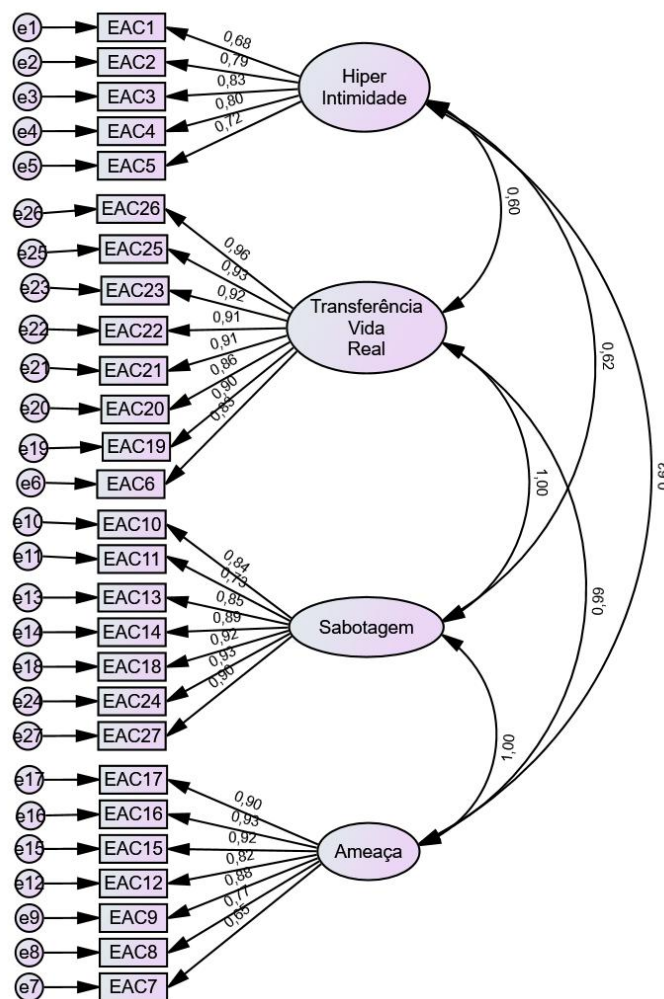 e1 EAC1
e2 EAC2
e3 EAC3
e4 EAC4
e5 EAC5
0,68
0,79
0,83
0,80
0,72
Hiper
Intimidade
e26 EAC26
e25 EAC25
e23 EAC23
e22 EAC22
e21 EAC21
e20 EAC20
e19 EAC19
e6 EAC6
0,96
0,93
0,92
0,91
0,91
0,86
0,90
Transferência
Vida
Real
e10 EAC10
e11 EAC11
e13 EAC13
e14 EAC14
e18 EAC18
e24 EAC24
e27 EAC27
0,84
0,73
0,85
0,89
0,92
0,93
0,90
Sabotagem
e17 EAC17
e16 EAC16
e15 EAC15
e12 EAC12
e9 EAC9
e8 EAC8
e7 EAC7
0,90
0,93
0,92
0,82
0,88
0,77
0,65
Ameaça
0,60
0,62
1,00
0,99
1,00